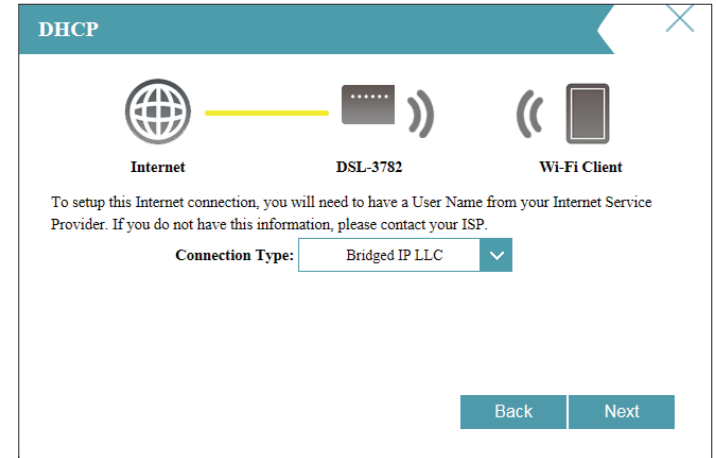 DHCP
Internet
DSL-3782
Wi-Fi Client
To setup this Internet connection, you will need to have a User Name from your Internet Service
Provider. If you do not have this information, please contact your ISP.
Connection Type: Bridged IP LLC
Back Next